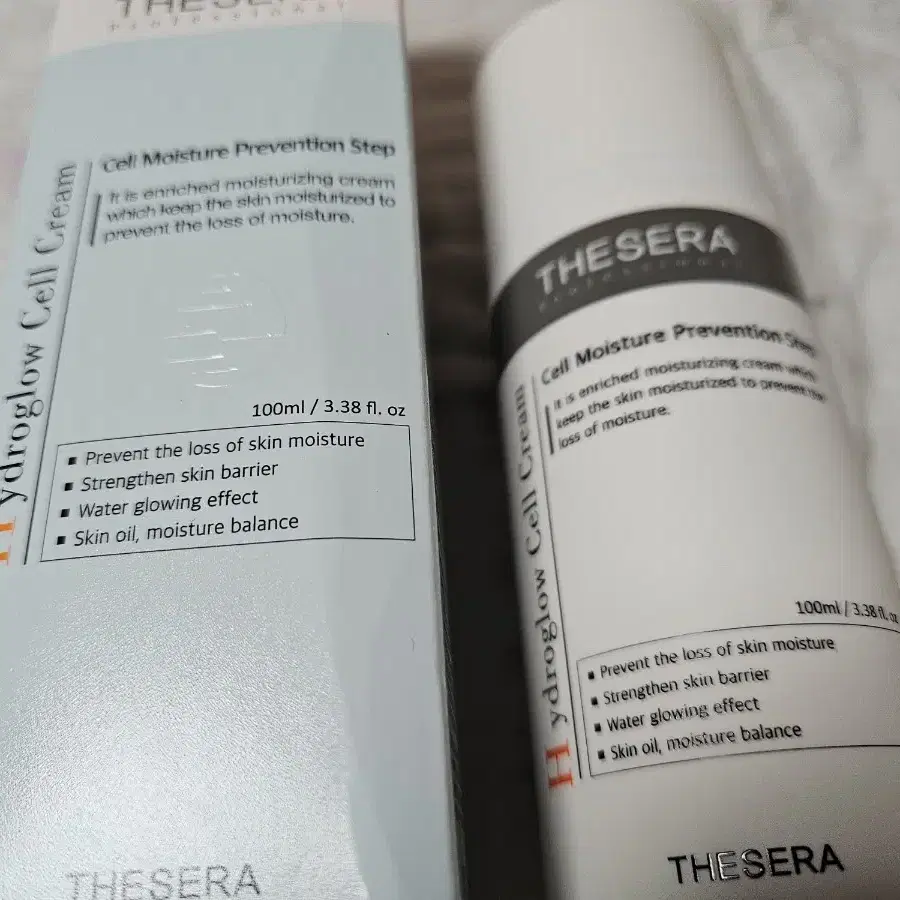 THESERA
Professional
Cell Moisture Prevention Step
It is enriched moisturizing cream
which keep the skin moisturized to
prevent the loss of moisture.
Hydroglow Cell Cream
100ml / 3.38 fl. oz
▪ Prevent the loss of skin moisture
▪ Strengthen skin barrier
▪ Water glowing effect
▪ Skin oil, moisture balance
THESERA
THESERA
Professional
Cell Moisture Prevention Step
It is enriched moisturizing cream which
keep the skin moisturized to prevent the
loss of moisture.
Hydroglow Cell Cream
100ml / 3.38 fl. oz
▪ Prevent the loss of skin moisture
▪ Strengthen skin barrier
▪ Water glowing effect
▪ Skin oil, moisture balance
THESERA